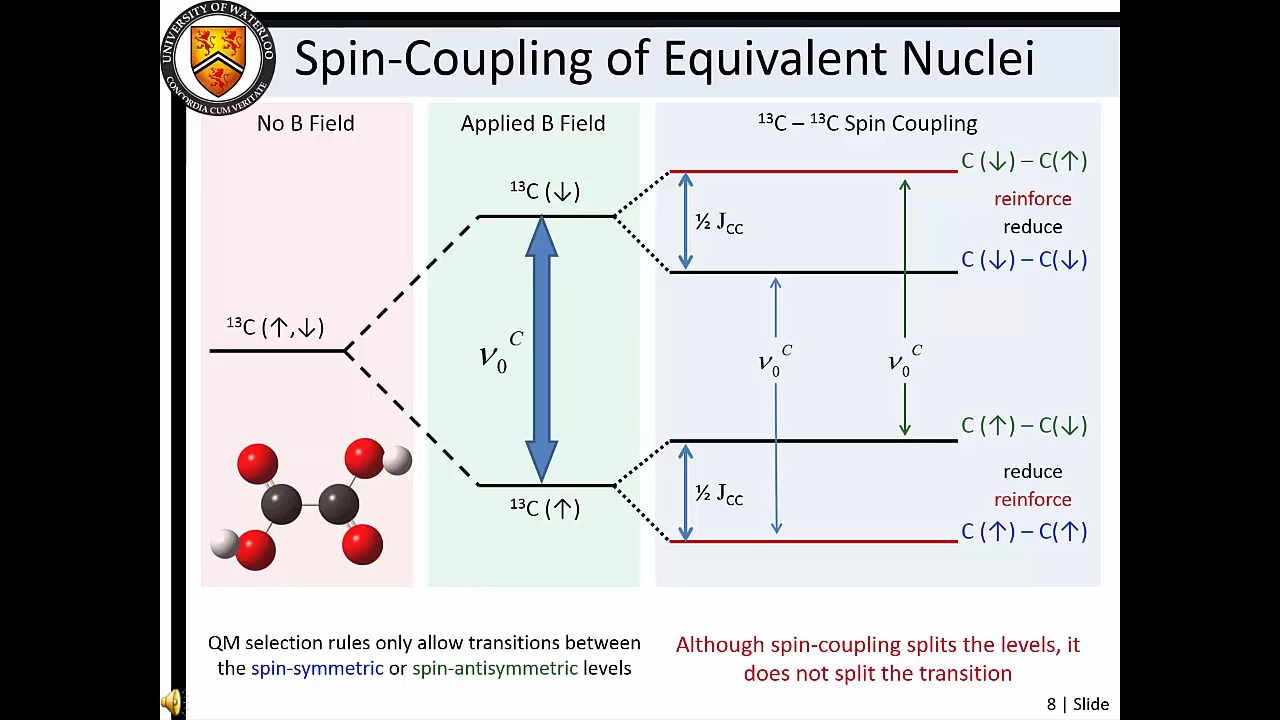 UNIVERSITY OF WATERLOO
CONCORDIA CUM VERITATE
Spin-Coupling of Equivalent Nuclei
No B Field
Applied B Field
¹³C – ¹³C Spin Coupling
C (↓) – C(↑)
¹³C (↓)
reinforce
½ J_CC
reduce
C (↓) – C(↓)
¹³C (↑,↓)
ν₀^C
ν₀^C
ν₀^C
C (↑) – C(↓)
reduce
½ J_CC
reinforce
¹³C (↑)
C (↑) – C(↑)
QM selection rules only allow transitions between
the spin-symmetric or spin-antisymmetric levels
Although spin-coupling splits the levels, it
does not split the transition
8 | Slide